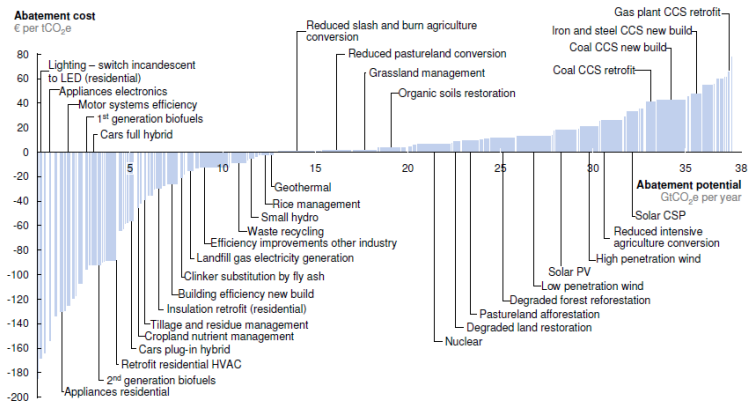 Abatement cost
€ per tCO2e
80
60
40
20
0
-20
-40
-60
-80
-100
-120
-140
-160
-180
-200
Lighting – switch incandescent
to LED (residential)
Appliances electronics
Motor systems efficiency
1st generation biofuels
Cars full hybrid
Reduced slash and burn agriculture
conversion
Reduced pastureland conversion
Grassland management
Organic soils restoration
Gas plant CCS retrofit
Iron and steel CCS new build
Coal CCS new build
Coal CCS retrofit
5
10
15
20
25
30
35
38
Abatement potential
GtCO2e per year
Geothermal
Rice management
Small hydro
Waste recycling
Efficiency improvements other industry
Landfill gas electricity generation
Clinker substitution by fly ash
Building efficiency new build
Insulation retrofit (residential)
Tillage and residue management
Cropland nutrient management
Cars plug-in hybrid
Retrofit residential HVAC
2nd generation biofuels
Appliances residential
Solar CSP
Reduced intensive
agriculture conversion
High penetration wind
Solar PV
Low penetration wind
Degraded forest reforestation
Pastureland afforestation
Degraded land restoration
Nuclear